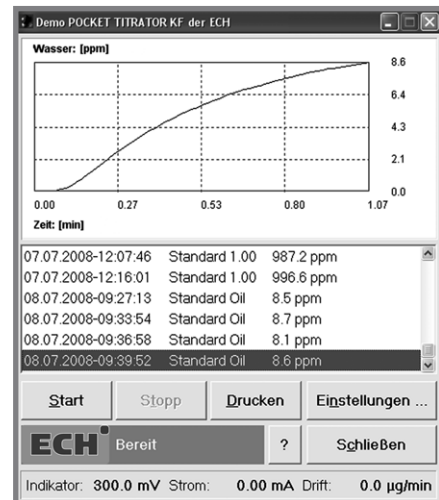 Demo POCKET TITRATOR KF der ECH
Wasser: [ppm]
8.6
6.4
4.3
2.1
0.0
0.00 0.27 0.53 0.80 1.07
Zeit: [min]
07.07.2008-12:07:46 Standard 1.00 987.2 ppm
07.07.2008-12:16:01 Standard 1.00 996.6 ppm
08.07.2008-09:27:13 Standard Oil 8.5 ppm
08.07.2008-09:33:54 Standard Oil 8.7 ppm
08.07.2008-09:36:58 Standard Oil 8.1 ppm
08.07.2008-09:39:52 Standard Oil 8.6 ppm
Start Stopp Drucken Einstellungen ...
ECH Bereit ? Schließen
Indikator: 300.0 mV Strom: 0.00 mA Drift: 0.0 µg/min